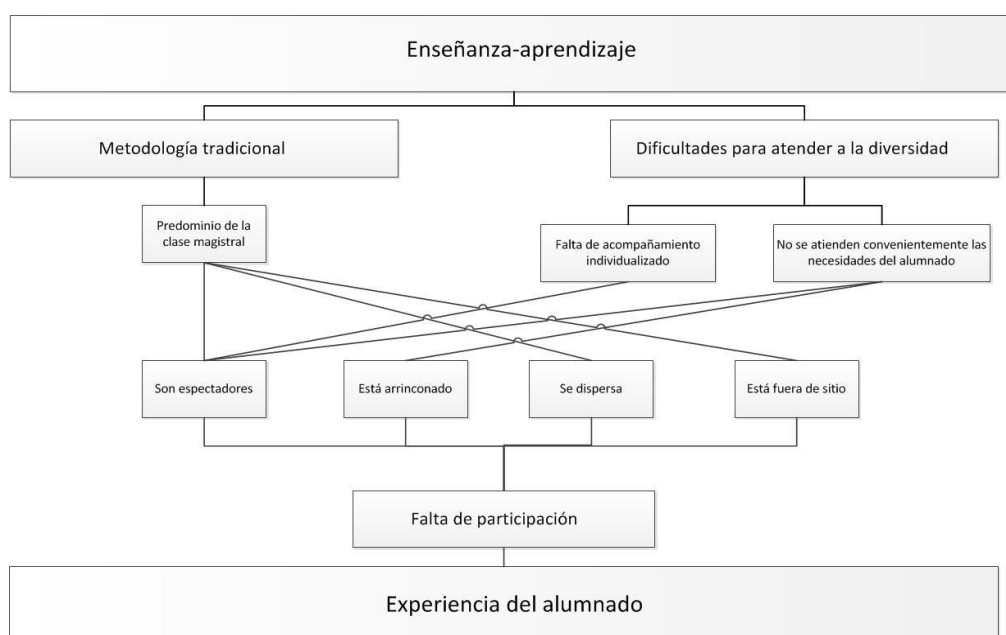 Enseñanza-aprendizaje
Metodología tradicional
Dificultades para atender a la diversidad
Predominio de la
clase magistral
Falta de acompañamiento
individualizado
No se atienden convenientemente las
necesidades del alumnado
Son espectadores
Está arrinconado
Se dispersa
Está fuera de sitio
Falta de participación
Experiencia del alumnado